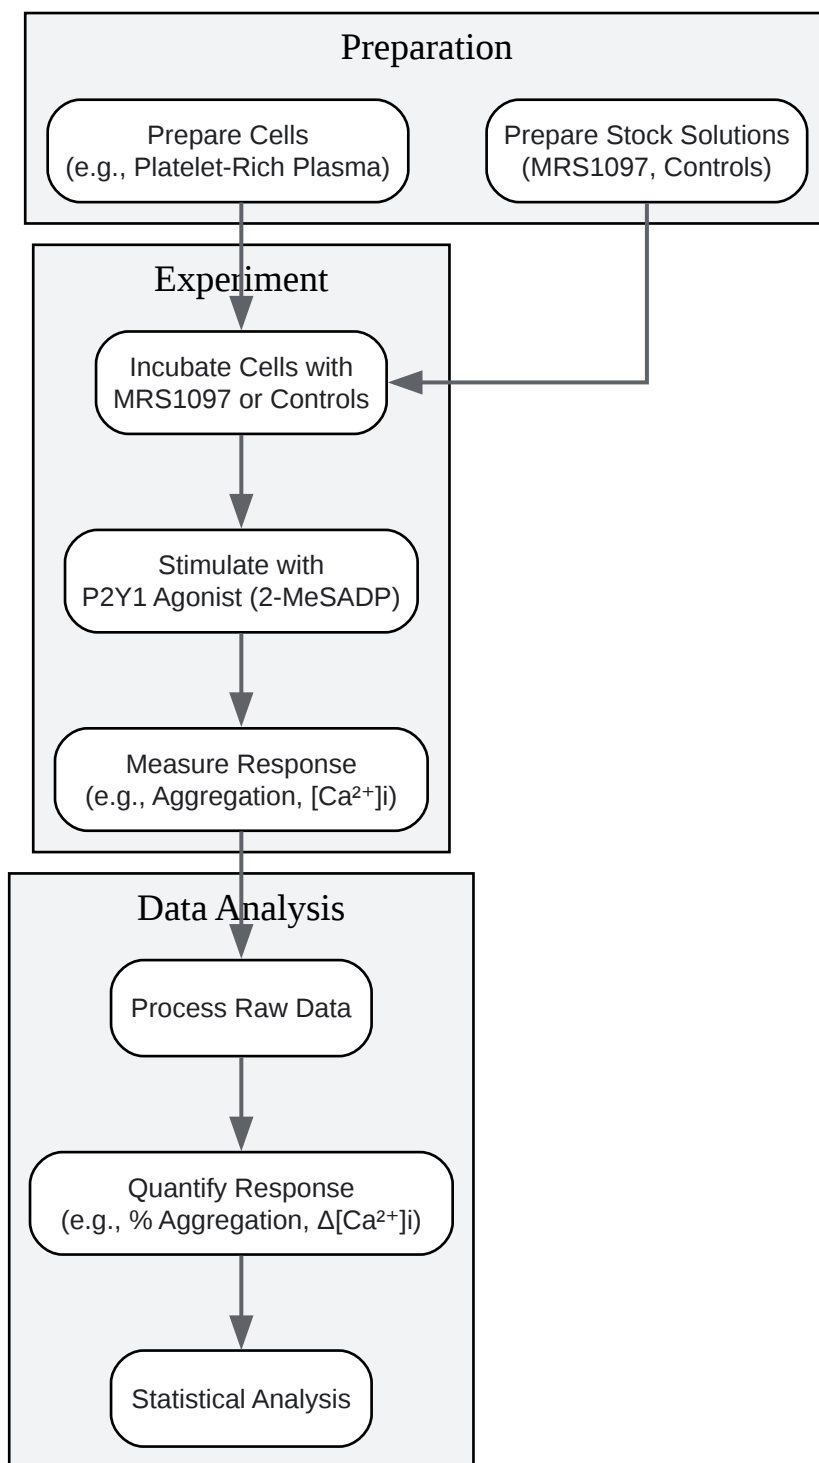 Preparation
Prepare Cells
(e.g., Platelet-Rich Plasma)
Prepare Stock Solutions
(MRS1097, Controls)
Experiment
Incubate Cells with
MRS1097 or Controls
Stimulate with
P2Y1 Agonist (2-MeSADP)
Measure Response
(e.g., Aggregation, [Ca²⁺]i)
Data Analysis
Process Raw Data
Quantify Response
(e.g., % Aggregation, Δ[Ca²⁺]i)
Statistical Analysis